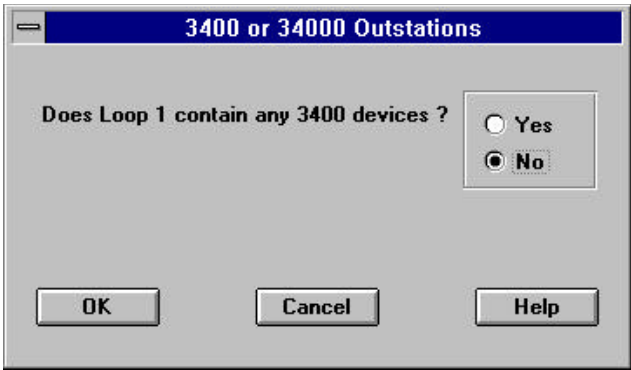 3400 or 34000 Outstations
Does Loop 1 contain any 3400 devices ?
Yes
No
OK Cancel Help